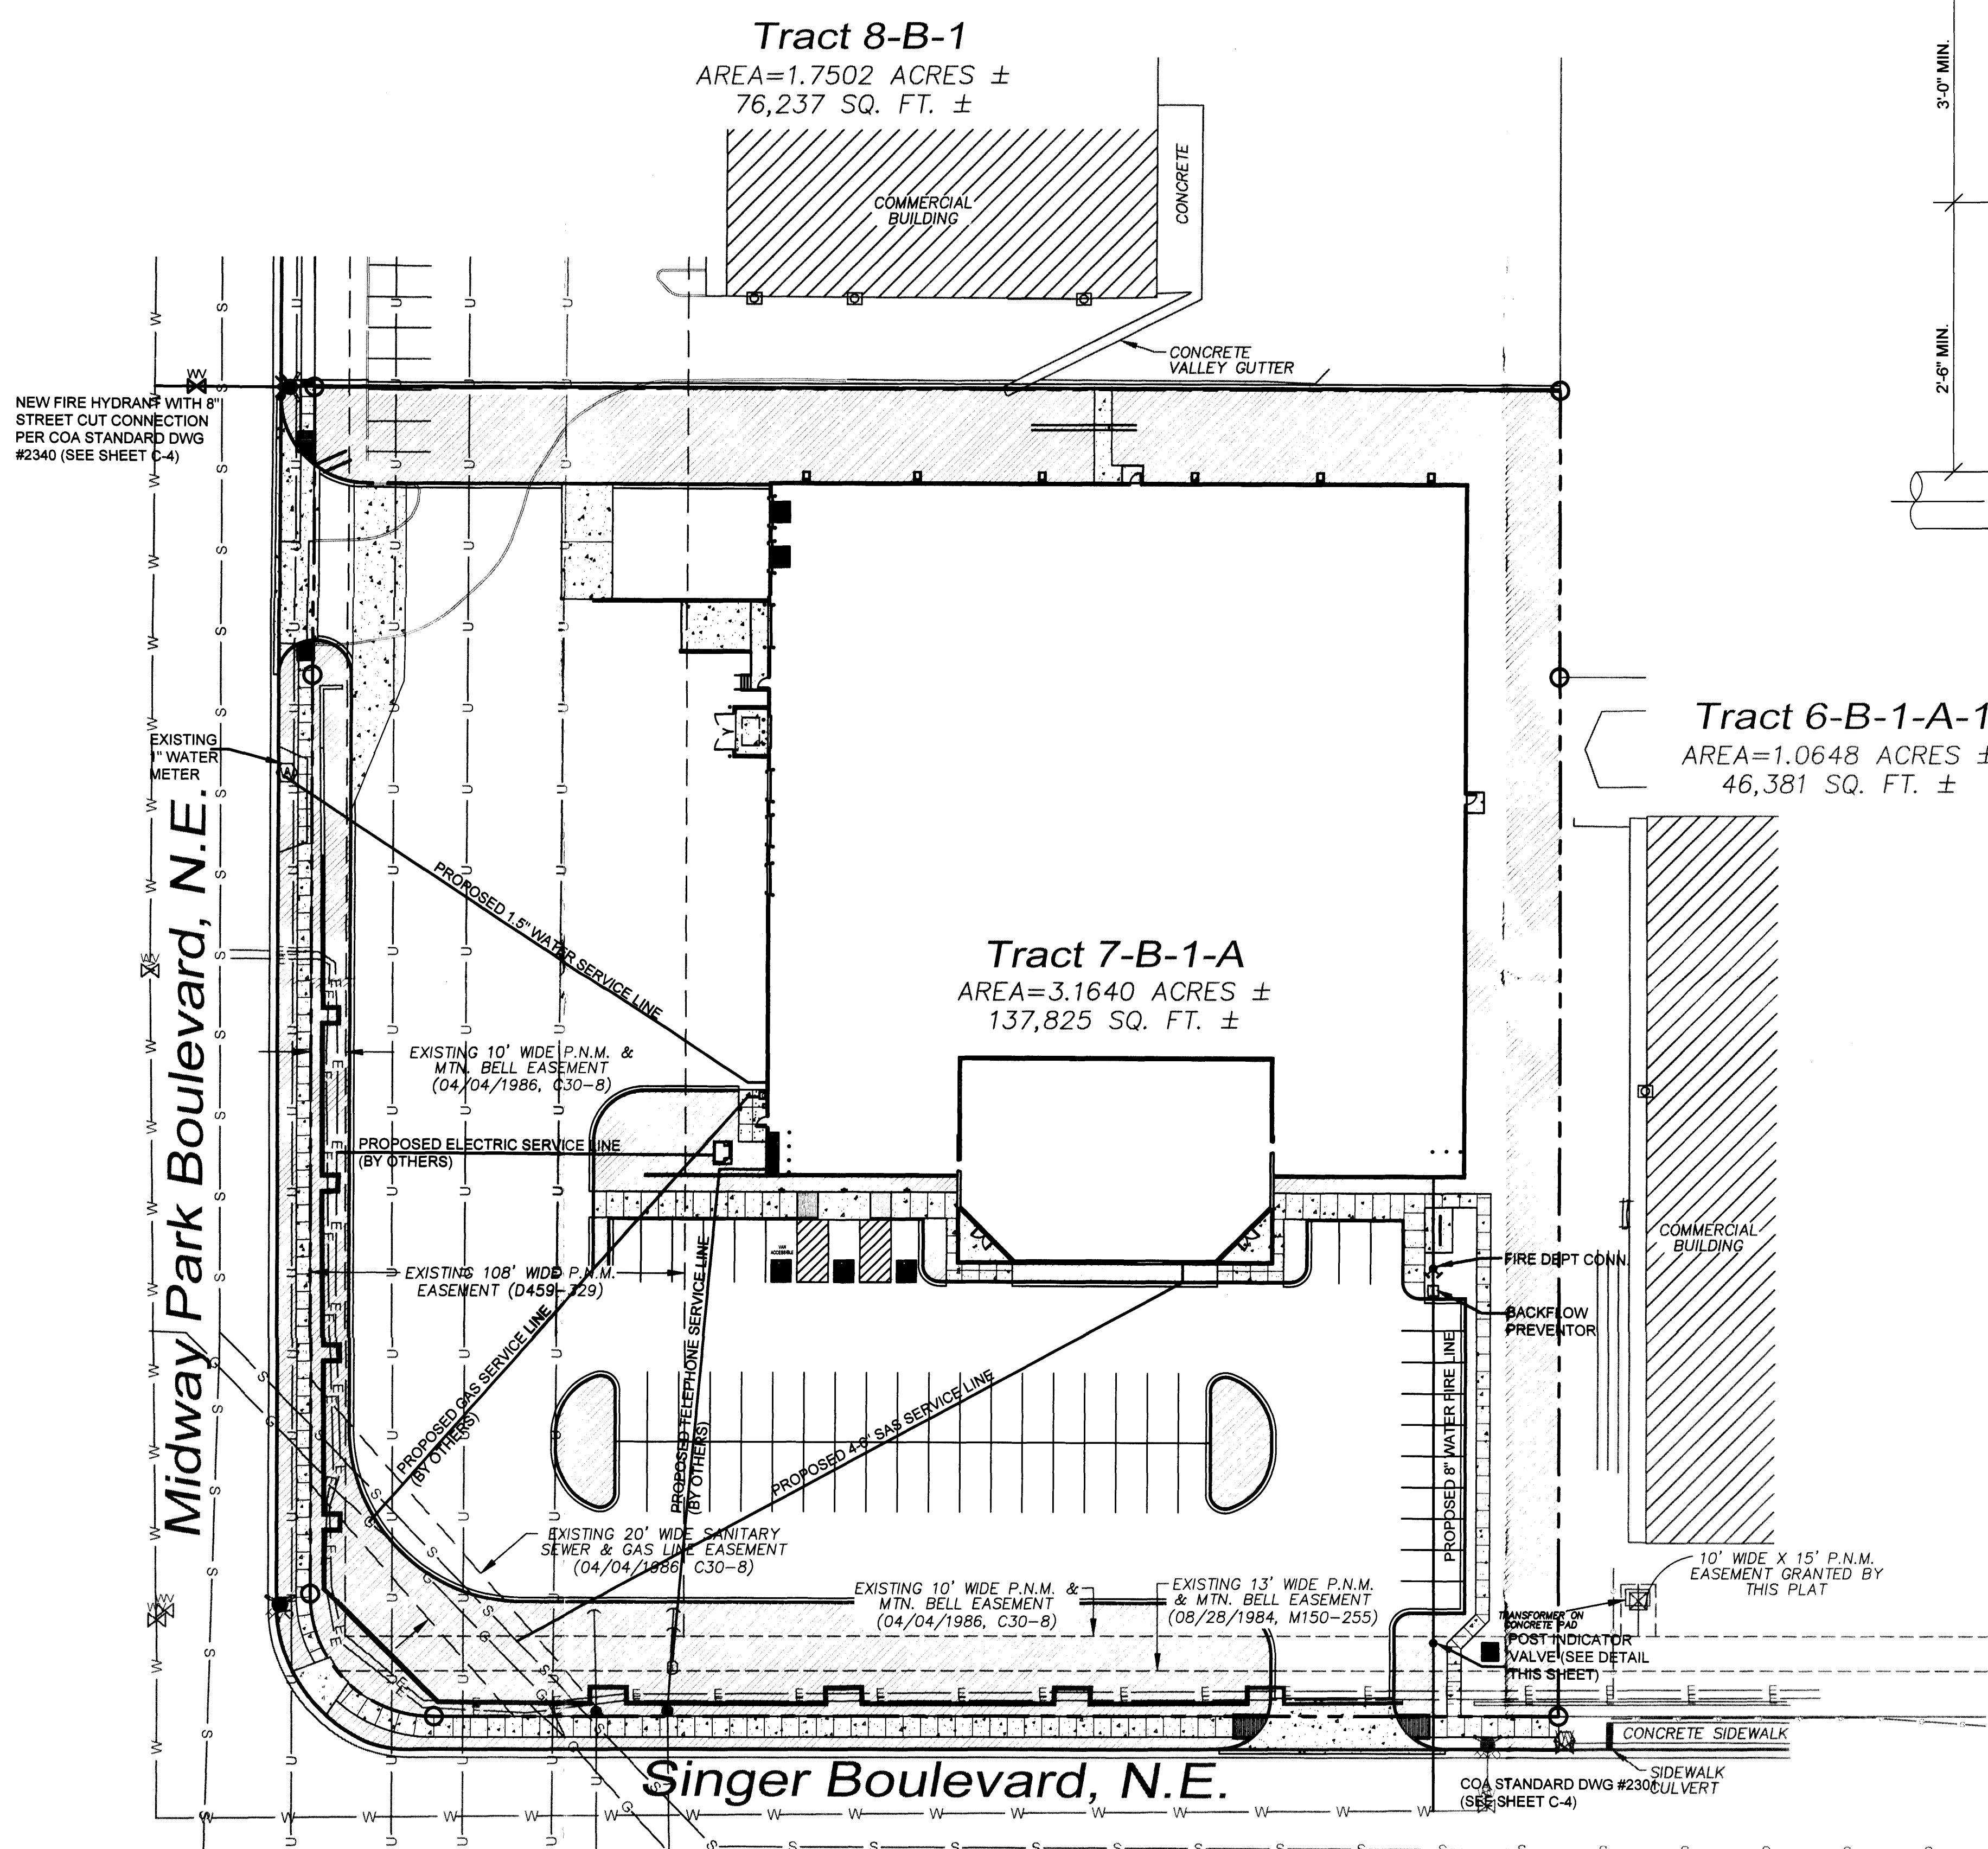 Tract 8-B-1
AREA=1.7502 ACRES ±
76,237 SQ. FT. ±
3'-0" MIN.
2'-6" MIN.
COMMERCIAL
BUILDING
CONCRETE
CONCRETE
VALLEY GUTTER
NEW FIRE HYDRANT WITH 8"
STREET CUT CONNECTION
PER COA STANDARD DWG
#2340 (SEE SHEET C-4)
Tract 6-B-1-A-1
AREA=1.0648 ACRES ±
46,381 SQ. FT. ±
EXISTING
1" WATER
METER
Midway Park Boulevard, N.E.
PROPOSED 1.5" WATER SERVICE LINE
Tract 7-B-1-A
AREA=3.1640 ACRES ±
137,825 SQ. FT. ±
EXISTING 10' WIDE P.N.M. &
MTN. BELL EASEMENT
(04/04/1986, C30-8)
PROPOSED ELECTRIC SERVICE LINE
(BY OTHERS)
VAN
ACCESSIBLE
EXISTING 108' WIDE P.N.M.
EASEMENT (D459-329)
COMMERCIAL
BUILDING
FIRE DEPT CONN.
BACKFLOW
PREVENTOR
PROPOSED GAS SERVICE LINE
(BY OTHERS)
PROPOSED TELEPHONE SERVICE LINE
(BY OTHERS)
PROPOSED 4-6" SAS SERVICE LINE
PROPOSED 8" WATER FIRE LINE
EXISTING 20' WIDE SANITARY
SEWER & GAS LINE EASEMENT
(04/04/1986, C30-8)
EXISTING 10' WIDE P.N.M. &
MTN. BELL EASEMENT
(04/04/1986, C30-8)
EXISTING 13' WIDE P.N.M.
& MTN. BELL EASEMENT
(08/28/1984, M150-255)
10' WIDE X 15' P.N.M.
EASEMENT GRANTED BY
THIS PLAT
TRANSFORMER ON
CONCRETE PAD
POST INDICATOR
VALVE (SEE DETAIL
THIS SHEET)
CONCRETE SIDEWALK
SIDEWALK
CULVERT
Singer Boulevard, N.E.
COA STANDARD DWG #2301
(SEE SHEET C-4)